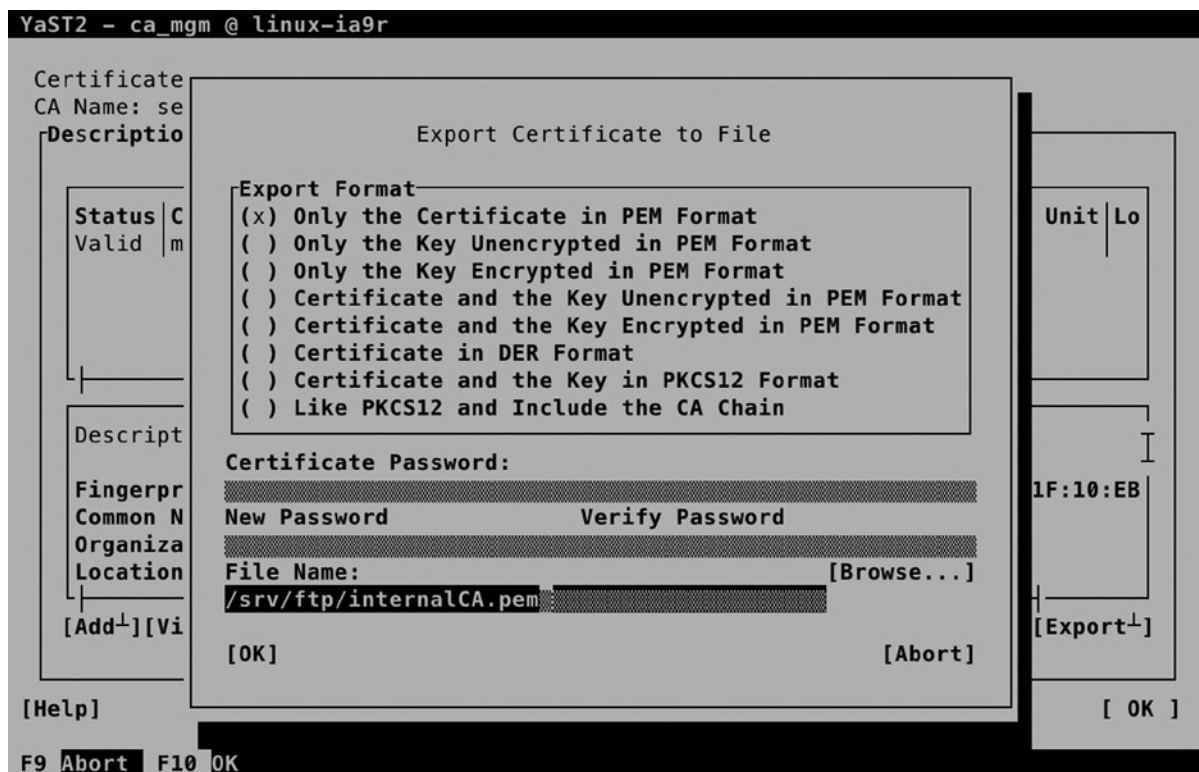 YaST2 - ca_mgm @ linux-ia9r
Certificate
CA Name: se
Descriptio
Export Certificate to File
Export Format
Status C
Unit Lo
(x) Only the Certificate in PEM Format
Valid m
( ) Only the Key Unencrypted in PEM Format
( ) Only the Key Encrypted in PEM Format
( ) Certificate and the Key Unencrypted in PEM Format
( ) Certificate and the Key Encrypted in PEM Format
( ) Certificate in DER Format
( ) Certificate and the Key in PKCS12 Format
( ) Like PKCS12 and Include the CA Chain
Descript
Certificate Password:
Fingerpr
1F:10:EB
Common N
New Password Verify Password
Organiza
Location
File Name: [Browse...]
/srv/ftp/internalCA.pem
[Add┴][Vi
[Export┴]
[OK] [Abort]
[Help] [ OK ]
F9 Abort F10 OK